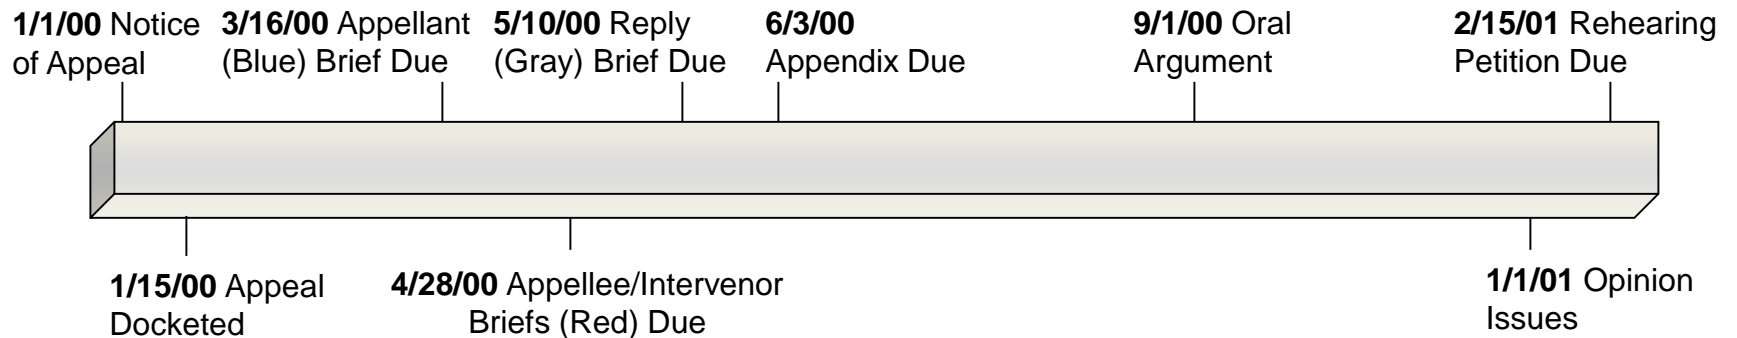 1/1/00 Notice
of Appeal
3/16/00 Appellant
(Blue) Brief Due
5/10/00 Reply
(Gray) Brief Due
6/3/00
Appendix Due
9/1/00 Oral
Argument
2/15/01 Rehearing
Petition Due
1/15/00 Appeal
Docketed
4/28/00 Appellee/Intervenor
Briefs (Red) Due
1/1/01 Opinion
Issues